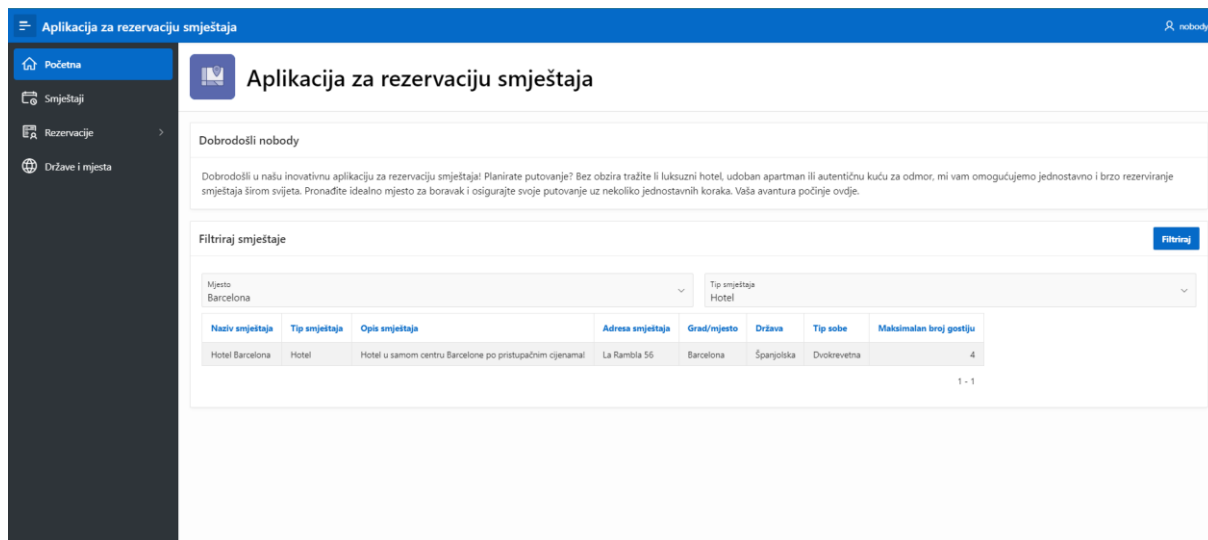 Aplikacija za rezervaciju smještaja
nobody
Početna
Smještaji
Rezervacije
Države i mjesta
Aplikacija za rezervaciju smještaja
Dobrodošli nobody
Dobrodošli u našu inovativnu aplikaciju za rezervaciju smještaja! Planirate putovanje? Bez obzira tražite li luksuzni hotel, udoban apartman ili autentičnu kuću za odmor, mi vam omogućujemo jednostavno i brzo rezerviranje
smještaja širom svijeta. Pronađite idealno mjesto za boravak i osigurajte svoje putovanje uz nekoliko jednostavnih koraka. Vaša avantura počinje ovdje.
Filtriraj smještaje
Filtriraj
Mjesto
Barcelona
Tip smještaja
Hotel
Naziv smještaja Tip smještaja Opis smještaja Adresa smještaja Grad/mjesto Država Tip sobe Maksimalan broj gostiju
Hotel Barcelona Hotel Hotel u samom centru Barcelone po pristupačnim cijenama! La Rambla 56 Barcelona Španjolska Dvokrevetna 4
1 - 1